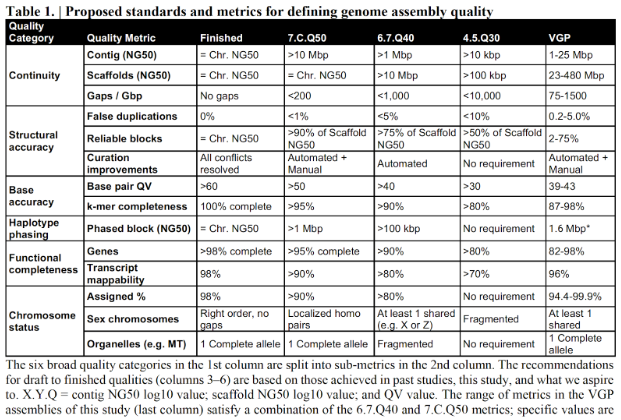 Table 1. | Proposed standards and metrics for defining genome assembly quality
Quality Category Quality Metric Finished 7.C.Q50 6.7.Q40 4.5.Q30 VGP
Continuity Contig (NG50) = Chr. NG50 >10 Mbp >1 Mbp >10 kbp 1-25 Mbp
Scaffolds (NG50) = Chr. NG50 = Chr. NG50 >10 Mbp >100 kbp 23-480 Mbp
Gaps / Gbp No gaps <200 <1,000 <10,000 75-1500
Structural accuracy False duplications 0% <1% <5% <10% 0.2-5.0%
Reliable blocks = Chr. NG50 >90% of Scaffold NG50 >75% of Scaffold NG50 >50% of Scaffold NG50 2-75%
Curation improvements All conflicts resolved Automated + Manual Automated No requirement Automated + Manual
Base accuracy Base pair QV >60 >50 >40 >30 39-43
k-mer completeness 100% complete >95% >90% >80% 87-98%
Haplotype phasing Phased block (NG50) = Chr. NG50 >1 Mbp >100 kbp No requirement 1.6 Mbp*
Functional completeness Genes >98% complete >95% complete >90% >80% 82-98%
Transcript mappability 98% >90% >80% >70% 96%
Chromosome status Assigned % 98% >90% >80% No requirement 94.4-99.9%
Sex chromosomes Right order, no gaps Localized homo pairs At least 1 shared (e.g. X or Z) Fragmented At least 1 shared
Organelles (e.g. MT) 1 Complete allele 1 Complete allele Fragmented No requirement 1 Complete allele
The six broad quality categories in the 1st column are split into sub-metrics in the 2nd column. The recommendations
for draft to finished qualities (columns 3–6) are based on those achieved in past studies, this study, and what we aspire
to. X.Y.Q = contig NG50 log10 value; scaffold NG50 log10 value; and QV value. The range of metrics in the VGP
assemblies of this study (last column) satisfy a combination of the 6.7.Q40 and 7.C.Q50 metrics; specific values are